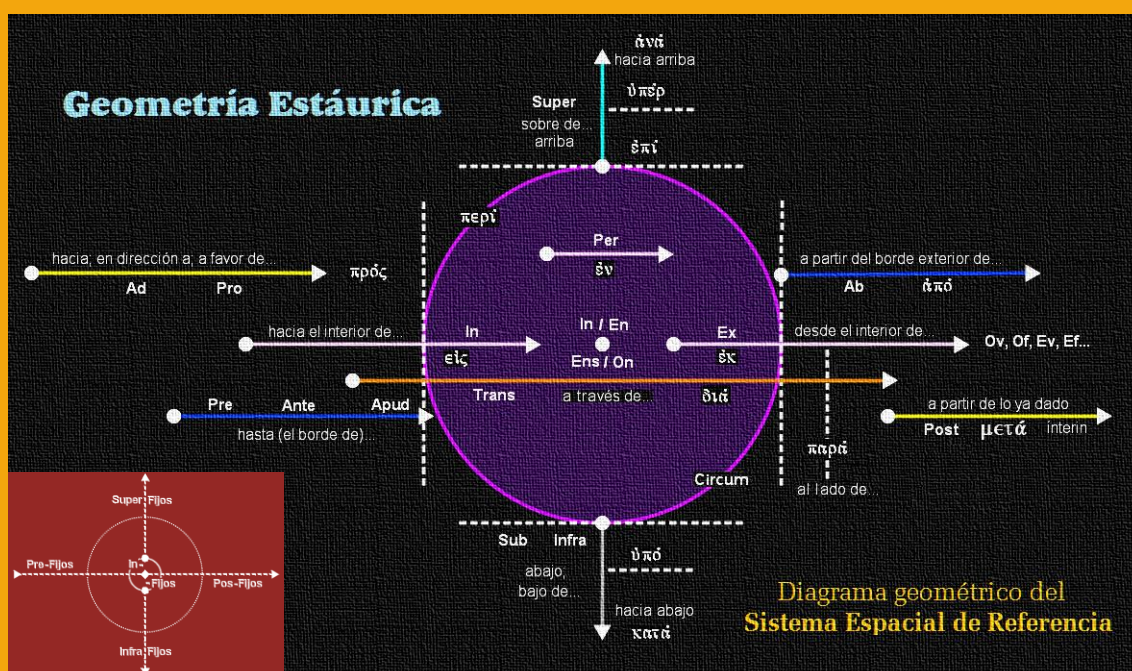 ἀνά
hacia arriba
ὑπέρ
Geometría Estáurica
Super
sobre de...
arriba
ἐπί
περί
Per
ἐν
hacia; en dirección a; a favor de...
πρός
Ad Pro
a partir del borde exterior de...
Ab ἀπό
hacia el interior de...
In
εἰς
In / En
Ens / On
Ex
ἐκ
desde el interior de...
Ov, Of, Ev, Ef...
Trans a través de... διά
Pre Ante Apud
hasta (el borde de)...
a partir de lo ya dado
Post μετά interin
παρά
al lado de...
Circum
Sub Infra
ὑπό
abajo,
bajo de...
hacia abajo
κατά
Super Fijos
Pre-Fijos
In-
-Fijos
Pos-Fijos
Infra Fijos
Diagrama geométrico del
Sistema Espacial de Referencia